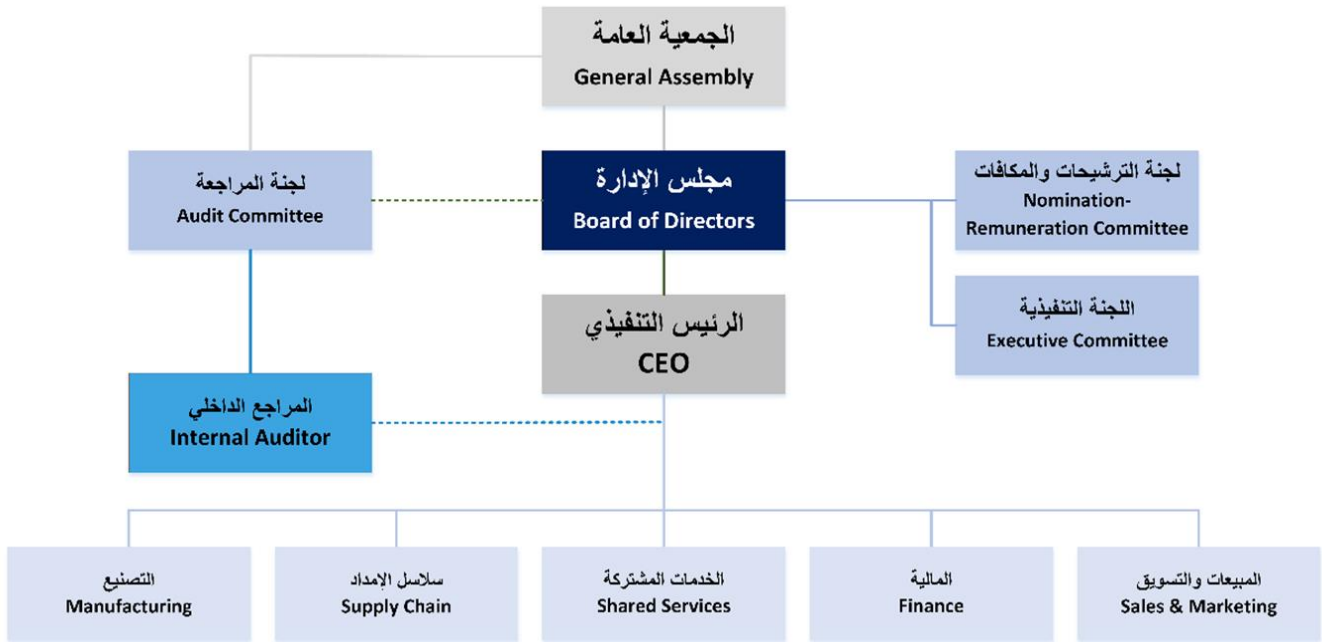 الجمعية العامة
General Assembly
لجنة المراجعة
Audit Committee
مجلس الإدارة
Board of Directors
لجنة الترشيحات والمكافات
Nomination-
Remuneration Committee
اللجنة التنفيذية
Executive Committee
الرئيس التنفيذي
CEO
المراجع الداخلي
Internal Auditor
التصنيع
Manufacturing
سلاسل الإمداد
Supply Chain
الخدمات المشتركة
Shared Services
المالية
Finance
المبيعات والتسويق
Sales & Marketing